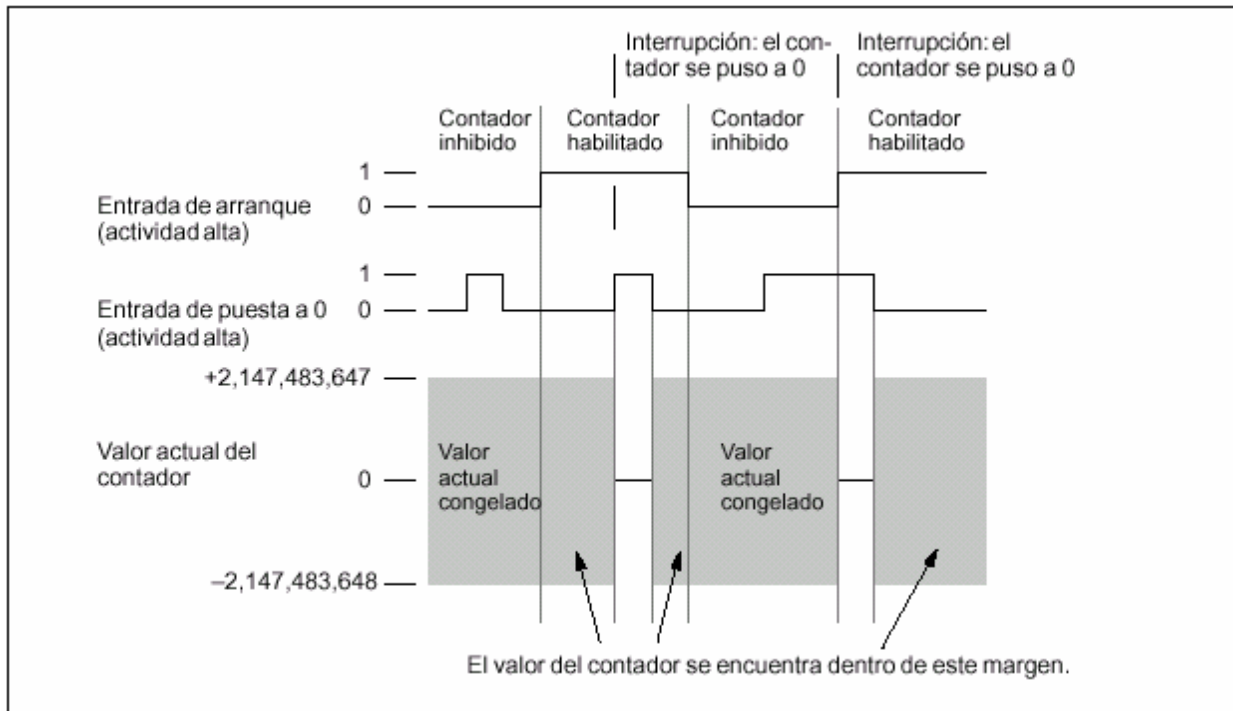 Interrupción: el con-
tador se puso a 0
Interrupción: el
contador se puso a 0
Contador
inhibido
Contador
habilitado
Contador
inhibido
Contador
habilitado
1
Entrada de arranque
(actividad alta)
0
1
Entrada de puesta a 0
(actividad alta)
0
+2,147,483,647
Valor actual del
contador
0
Valor
actual
congelado
Valor
actual
congelado
–2,147,483,648
El valor del contador se encuentra dentro de este margen.